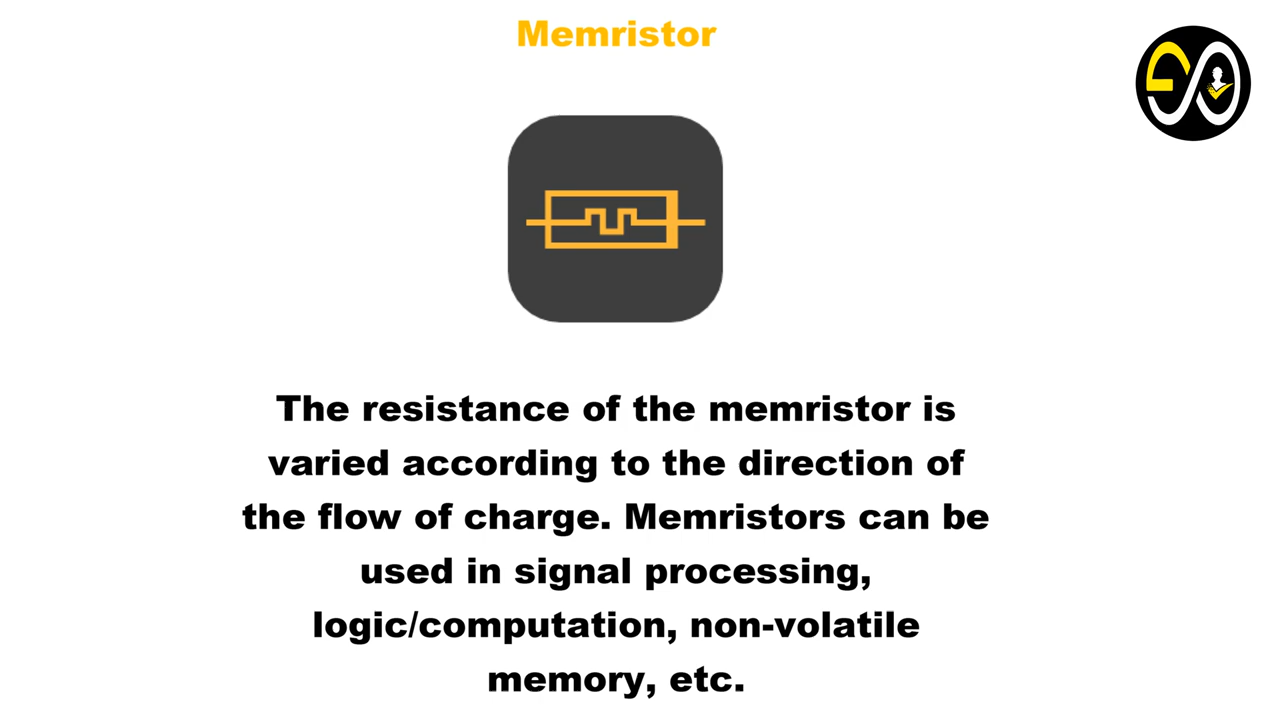 Memristor
The resistance of the memristor is
varied according to the direction of
the flow of charge. Memristors can be
used in signal processing,
logic/computation, non-volatile
memory, etc.